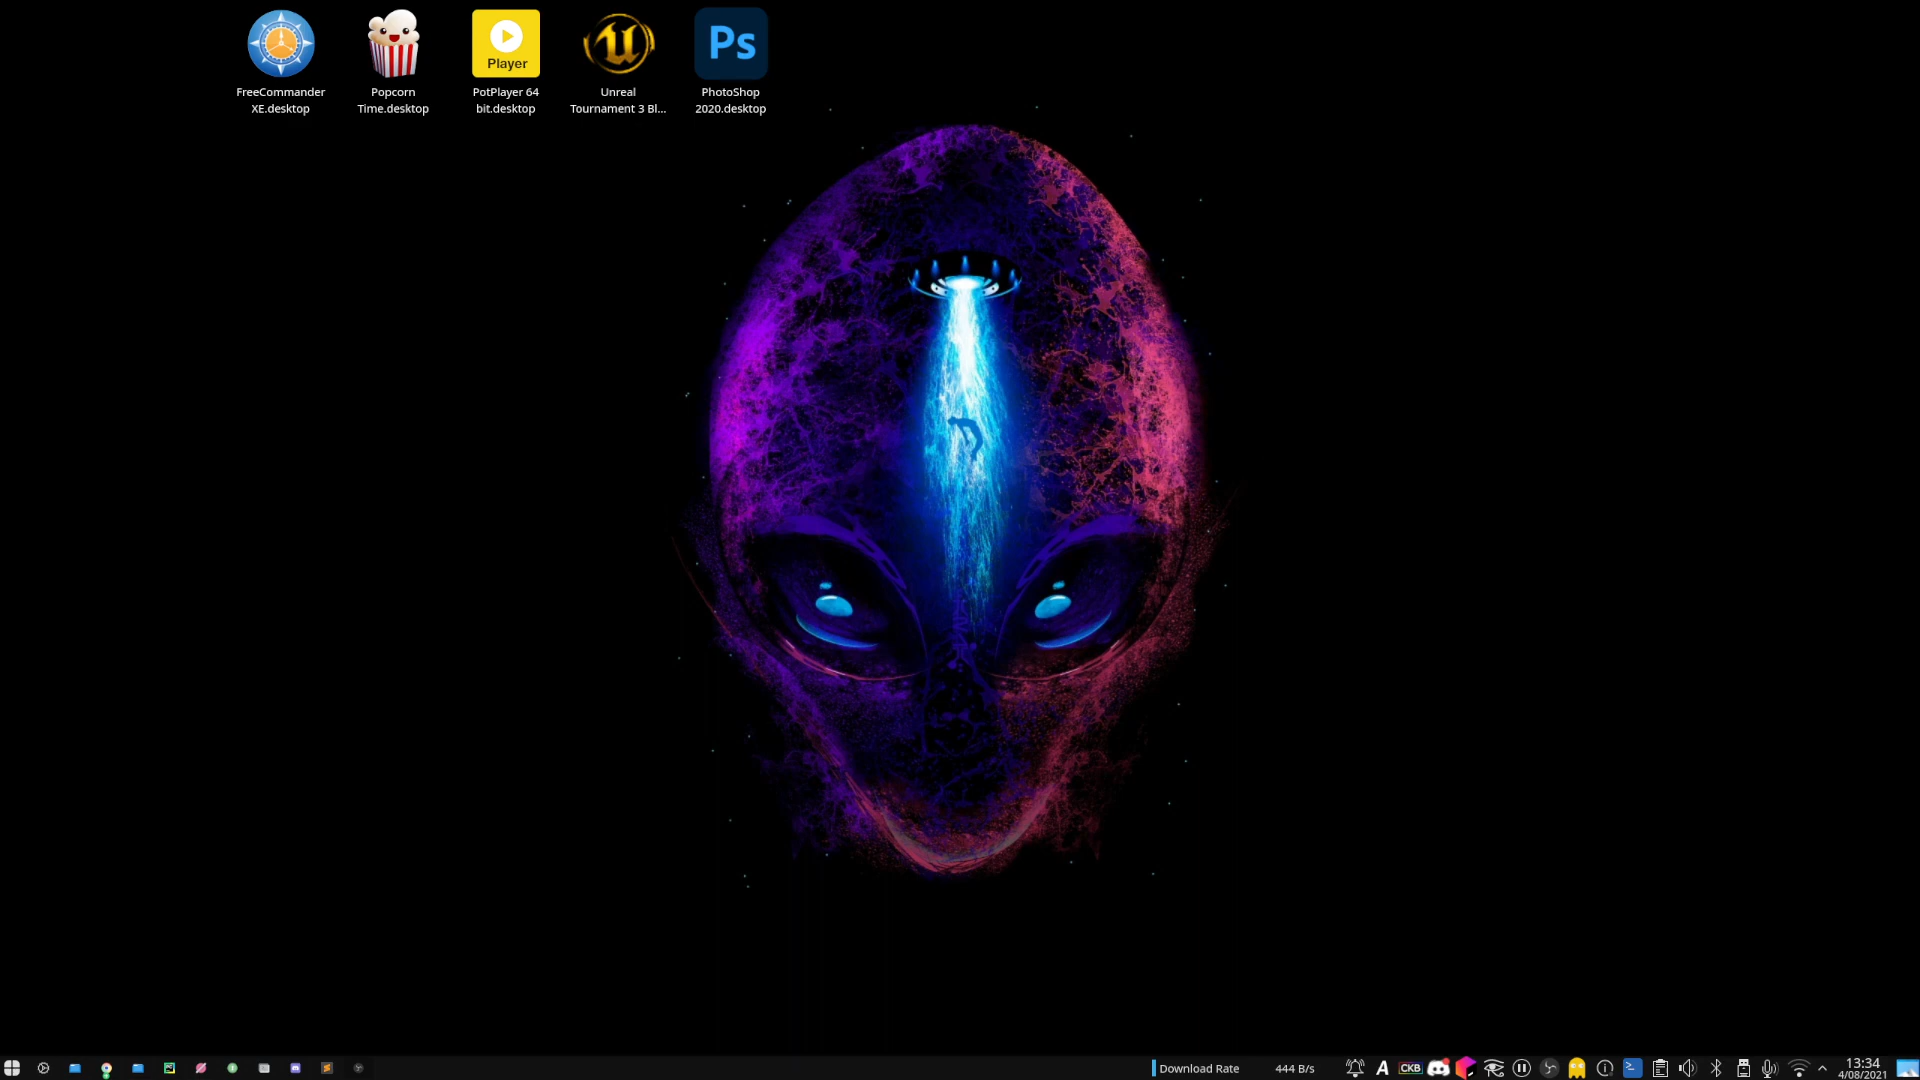 Ps
Player
FreeCommander
XE.desktop
Popcorn
Time.desktop
PotPlayer 64
bit.desktop
Unreal
Tournament 3 Bl...
PhotoShop
2020.desktop
Download Rate 444 B/s
A
CKB
13:34
4/08/2021